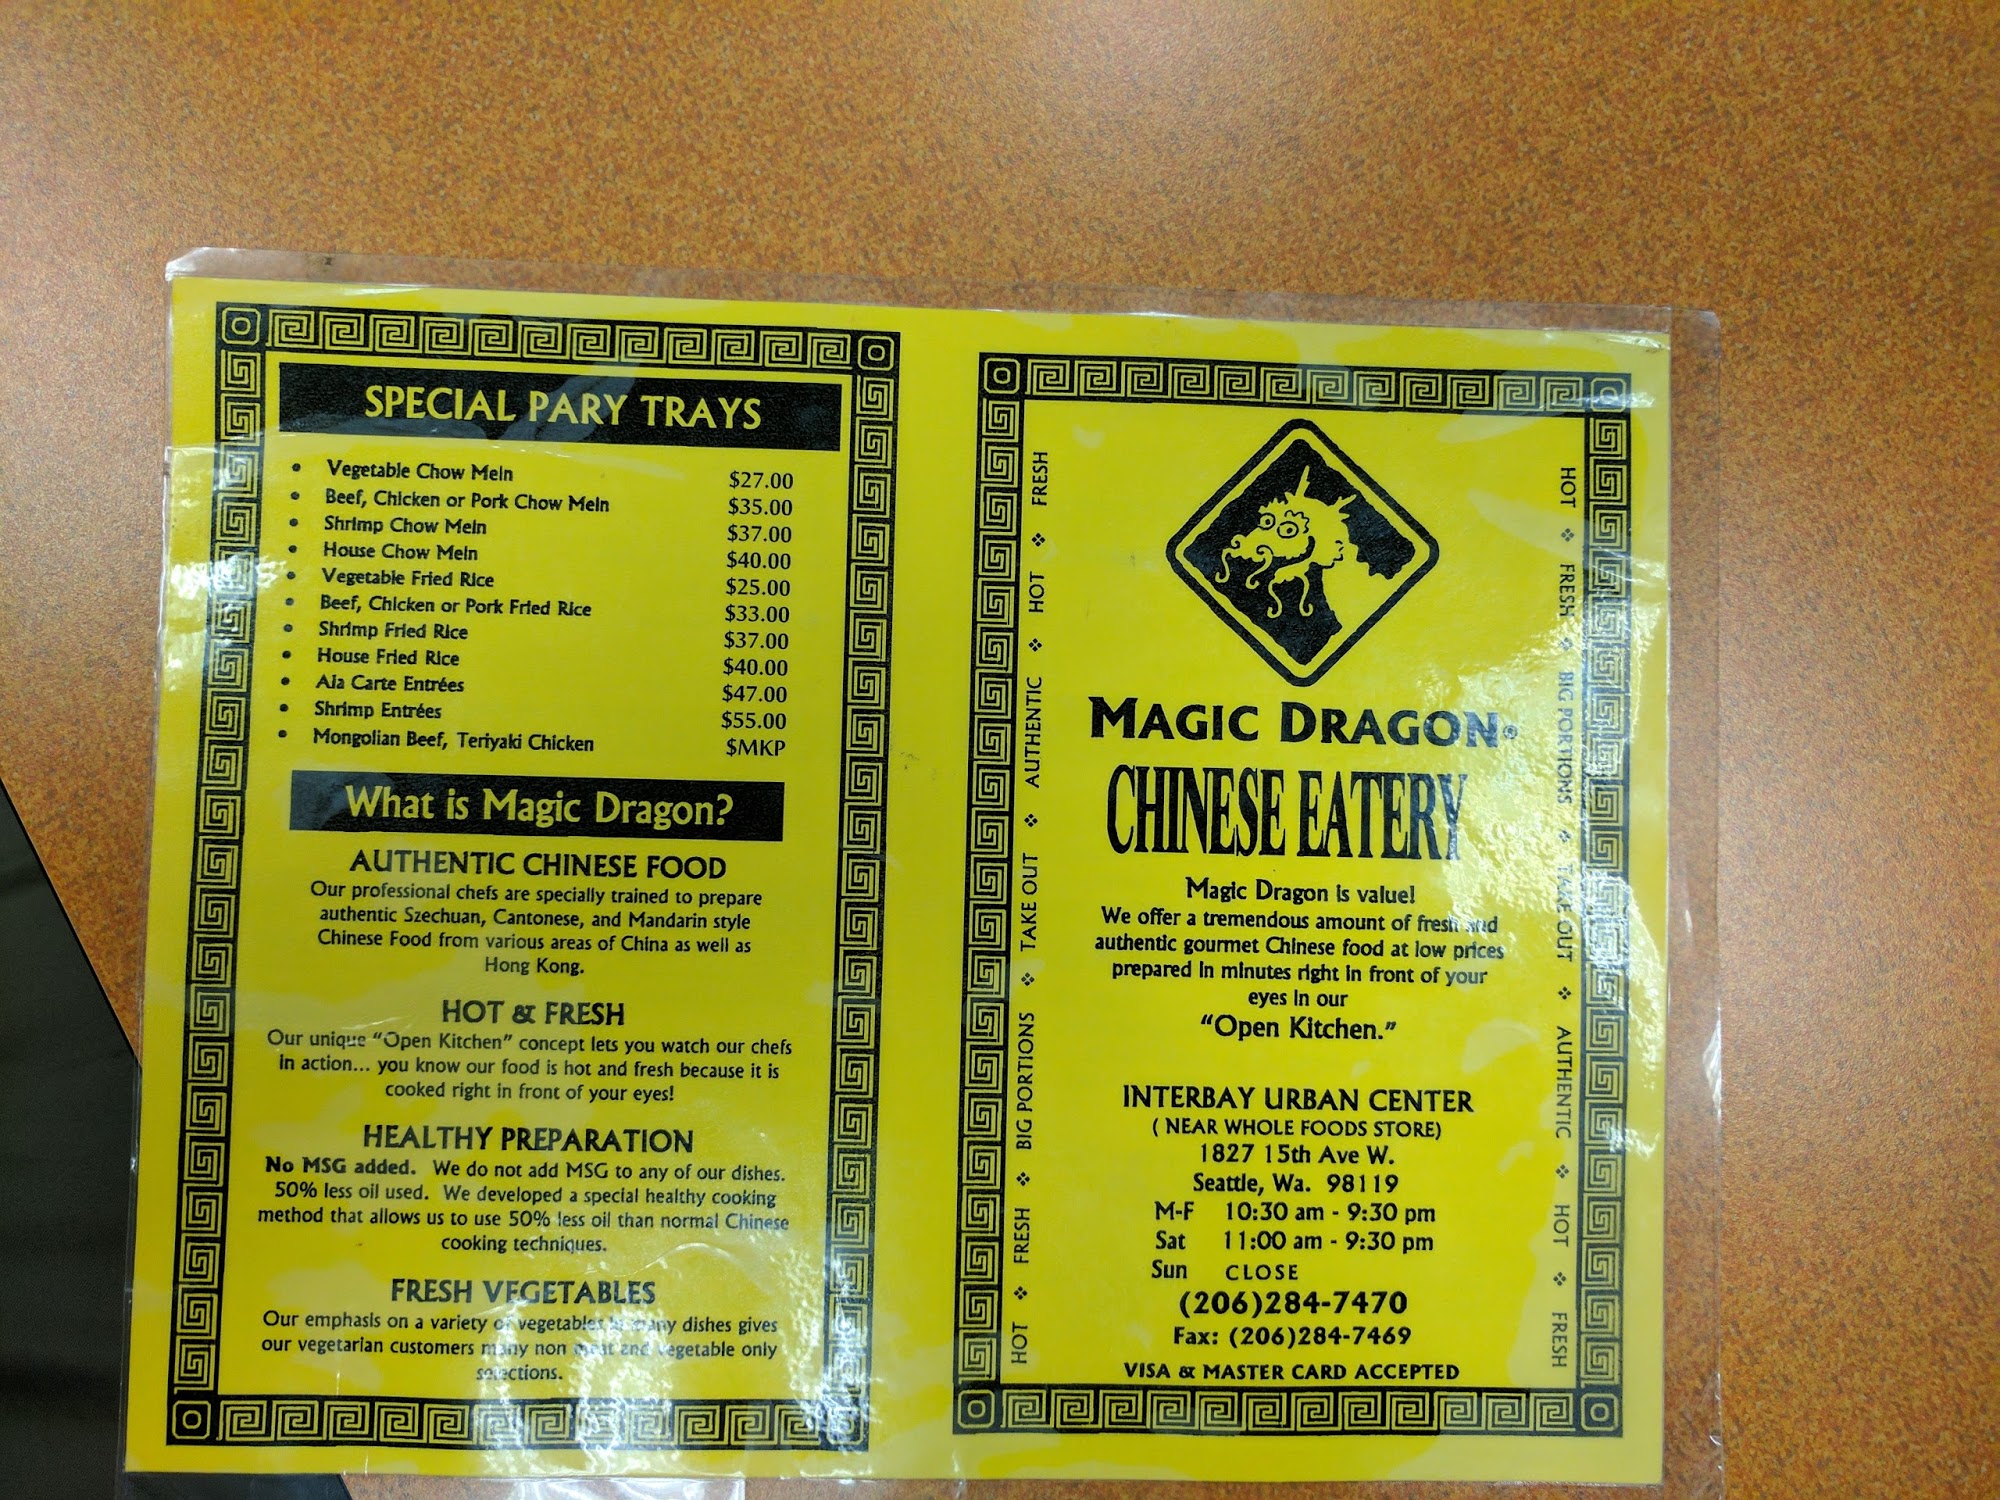 SPECIAL PARY TRAYS
• Vegetable Chow Mein $27.00
• Beef, Chicken or Pork Chow Mein $35.00
• Shrimp Chow Mein $37.00
• House Chow Mein $40.00
• Vegetable Fried Rice $25.00
• Beef, Chicken or Pork Fried Rice $33.00
• Shrimp Fried Rice $37.00
• House Fried Rice $40.00
• Ala Carte Entrées $47.00
• Shrimp Entrées $55.00
• Mongolian Beef, Teriyaki Chicken $MKP
What is Magic Dragon?
AUTHENTIC CHINESE FOOD
Our professional chefs are specially trained to prepare
authentic Szechuan, Cantonese, and Mandarin style
Chinese Food from various areas of China as well as
Hong Kong.
HOT & FRESH
Our unique “Open Kitchen” concept lets you watch our chefs
in action... you know our food is hot and fresh because it is
cooked right in front of your eyes!
HEALTHY PREPARATION
No MSG added. We do not add MSG to any of our dishes.
50% less oil used. We developed a special healthy cooking
method that allows us to use 50% less oil than normal Chinese
cooking techniques.
FRESH VEGETABLES
Our emphasis on a variety of vegetables in many dishes gives
our vegetarian customers many non meat and vegetable only
selections.
HOT ❖ FRESH ❖ BIG PORTIONS ❖ TAKE OUT ❖ AUTHENTIC ❖ HOT ❖ FRESH
MAGIC DRAGON®
CHINESE EATERY
Magic Dragon is value!
We offer a tremendous amount of fresh and
authentic gourmet Chinese food at low prices
prepared in minutes right in front of your
eyes in our
“Open Kitchen.”
INTERBAY URBAN CENTER
( NEAR WHOLE FOODS STORE)
1827 15th Ave W.
Seattle, Wa. 98119
M-F 10:30 am - 9:30 pm
Sat 11:00 am - 9:30 pm
Sun CLOSE
(206)284-7470
Fax: (206)284-7469
VISA & MASTER CARD ACCEPTED
HOT ❖ FRESH ❖ BIG PORTIONS ❖ TAKE OUT ❖ AUTHENTIC ❖ HOT ❖ FRESH